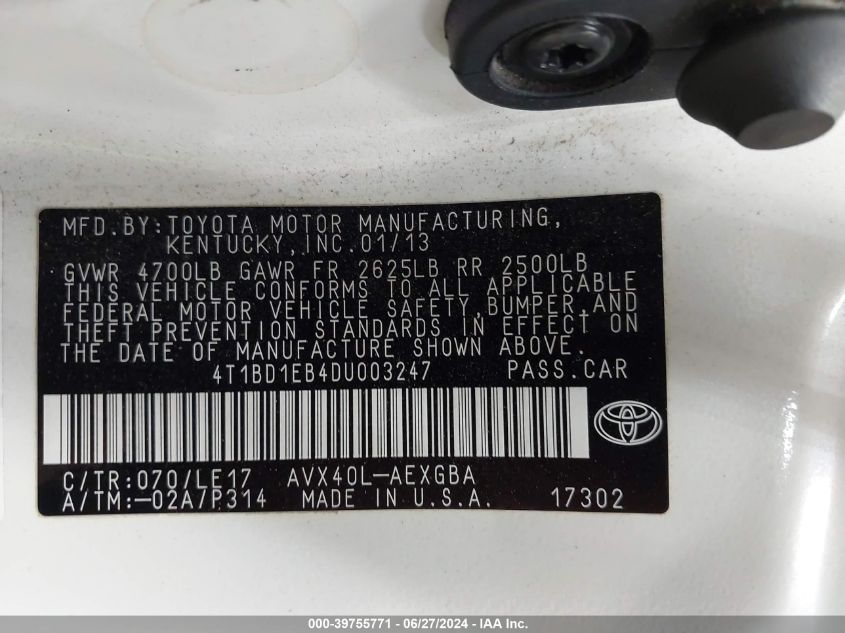 MFD.BY:TOYOTA MOTOR MANUFACTURING,
KENTUCKY,INC.01/13
GVWR 4700LB GAWR FR 2625LB RR 2500LB
THIS VEHICLE CONFORMS TO ALL APPLICABLE
FEDERAL MOTOR VEHICLE SAFETY,BUMPER,AND
THEFT PREVENTION STANDARDS IN EFFECT ON
THE DATE OF MANUFACTURE SHOWN ABOVE.
4T1BD1EB4DU003247 PASS.CAR
C/TR:070/LE17 AVX40L-AEXGBA
A/TM:-02A/P314 MADE IN U.S.A. 17302
000-39755771 - 06/27/2024 - IAA Inc.